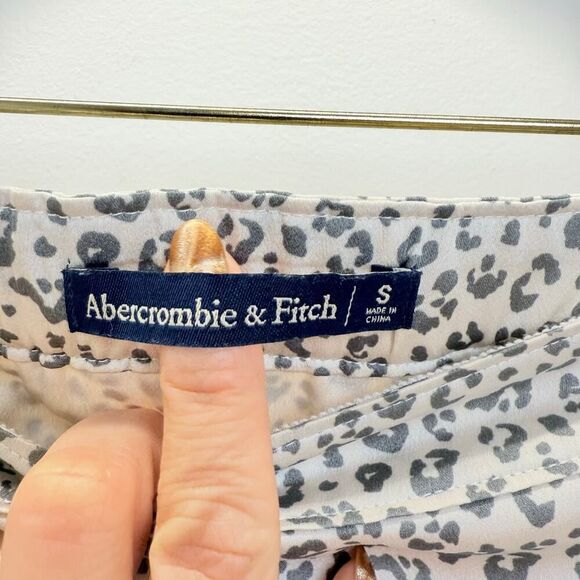 Abercrombie & Fitch / S
MADE IN
CHINA